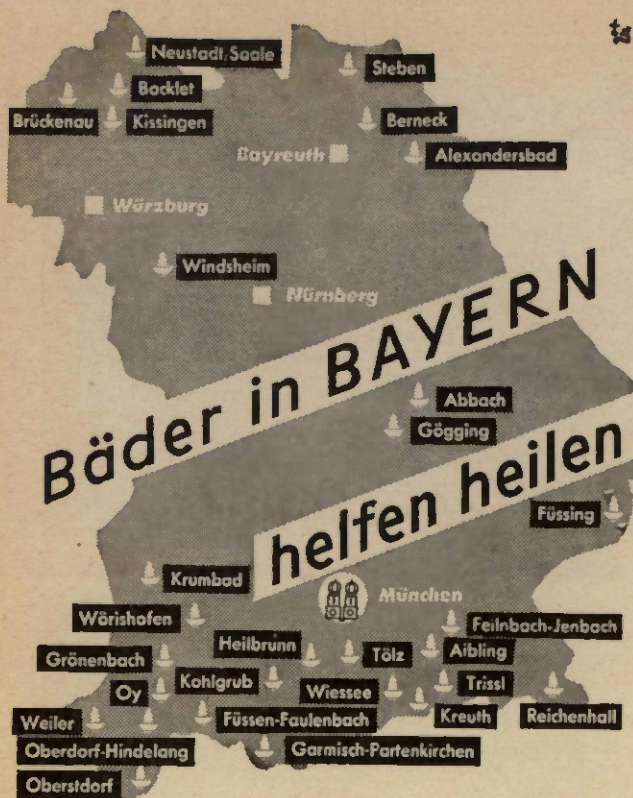 Neustadt, Saale
Steben
Bocklet
Brückenau
Kissingen
Berneck
Bayreuth
Alexandersbad
Würzburg
Windsheim
Nürnberg
Bäder in BAYERN
Abbach
Gögging
helfen heilen
Füssing
Krumbad
München
Wörishofen
Feilnbach-Jenbach
Heilbrunn
Tölz
Aibling
Grönenbach
Kohlgrub
Wiessee
Trissl
Oy
Weiler
Füssen-Faulenbach
Kreuth
Reichenhall
Oberdorf-Hindelang
Garmisch-Partenkirchen
Oberstdorf